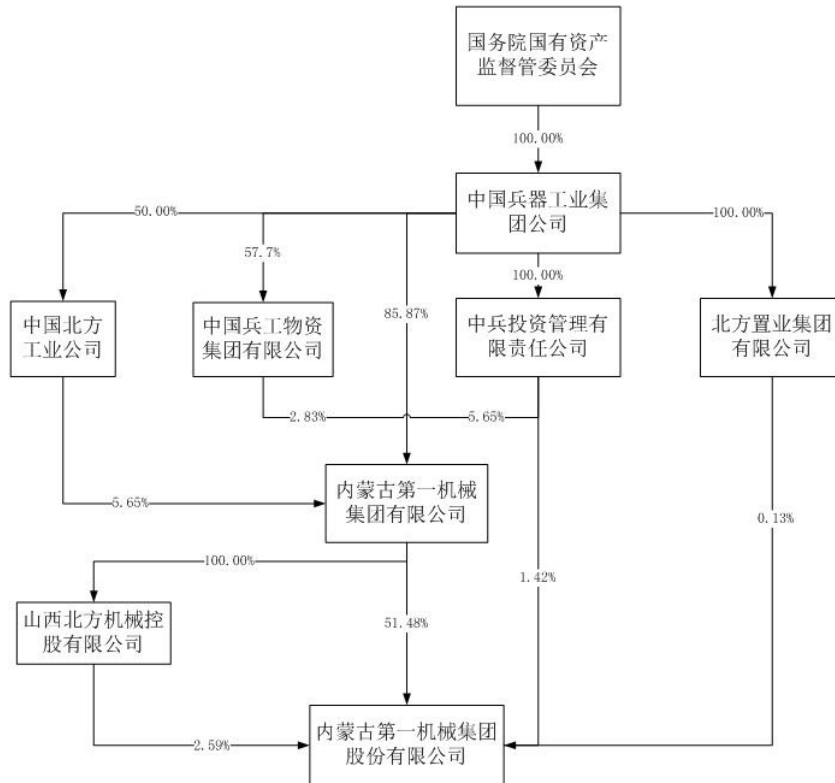 国务院国有资产
监督管委员会
100.00%
中国兵器工业集
团公司
50.00%
100.00%
57.7%
100.00%
85.87%
中国北方
工业公司
中国兵工物资
集团有限公司
中兵投资管理有
限责任公司
北方置业集团
有限公司
2.83%
5.65%
内蒙古第一机械
集团有限公司
5.65%
0.13%
100.00%
1.42%
山西北方机械控
股有限公司
51.48%
内蒙古第一机械集团
股份有限公司
2.59%